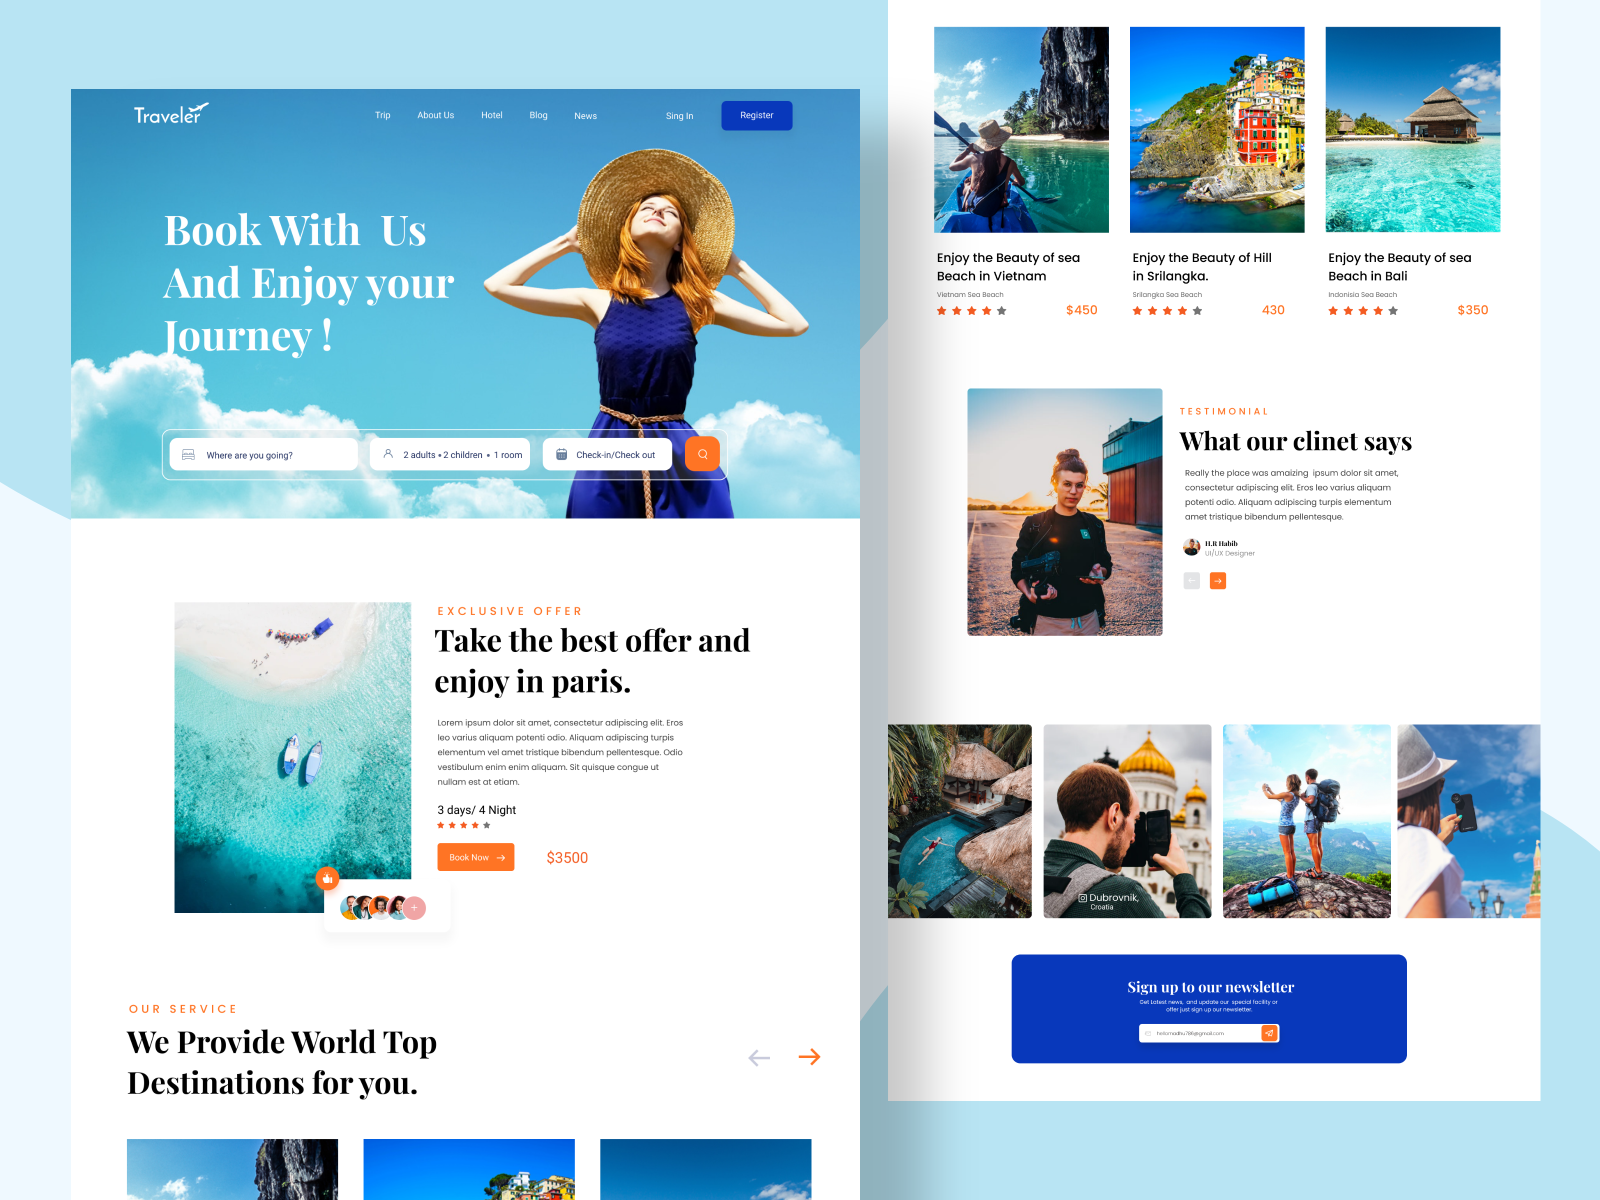 Traveler
Trip
About Us
Hotel
Blog
News
Sing In
Register
Book With Us
And Enjoy your
Journey !
Where are you going?
2 adults • 2 children • 1 room
Check-in/Check out
EXCLUSIVE OFFER
Take the best offer and
enjoy in paris.
Lorem ipsum dolor sit amet, consectetur adipiscing elit. Eros
leo varius aliquam potenti odio. Aliquam adipiscing turpis
elementum vel amet tristique bibendum pellentesque. Odio
vestibulum enim enim aliquam. Sit quisque congue ut
nullam est at etiam.
3 days/ 4 Night
Book Now
$3500
OUR SERVICE
We Provide World Top
Destinations for you.
Enjoy the Beauty of sea
Beach in Vietnam
Vietnam Sea Beach
$450
Enjoy the Beauty of Hill
in Srilangka.
Srilangka Sea Beach
430
Enjoy the Beauty of sea
Beach in Bali
Indonisia Sea Beach
$350
TESTIMONIAL
What our clinet says
Really the place was amaizing ipsum dolor sit amet,
consectetur adipiscing elit. Eros leo varius aliquam
potenti odio. Aliquam adipiscing turpis elementum
amet tristique bibendum pellentesque.
H.R Habib
UI/UX Designer
Dubrovnik,
Croatia
Sign up to our newsletter
Get Latest news, and update our special facility or
offer just sign up our newsletter.
hellomadhu786@gmail.com